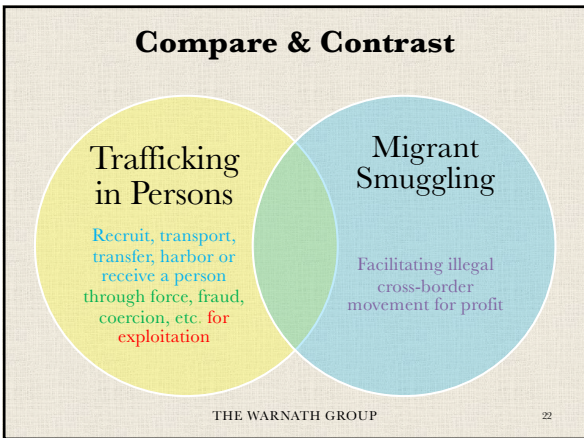 Compare & Contrast
Trafficking
in Persons
Recruit, transport,
transfer, harbor or
receive a person
through force, fraud,
coercion, etc. for
exploitation
Migrant
Smuggling
Facilitating illegal
cross-border
movement for profit
THE WARNATH GROUP
22